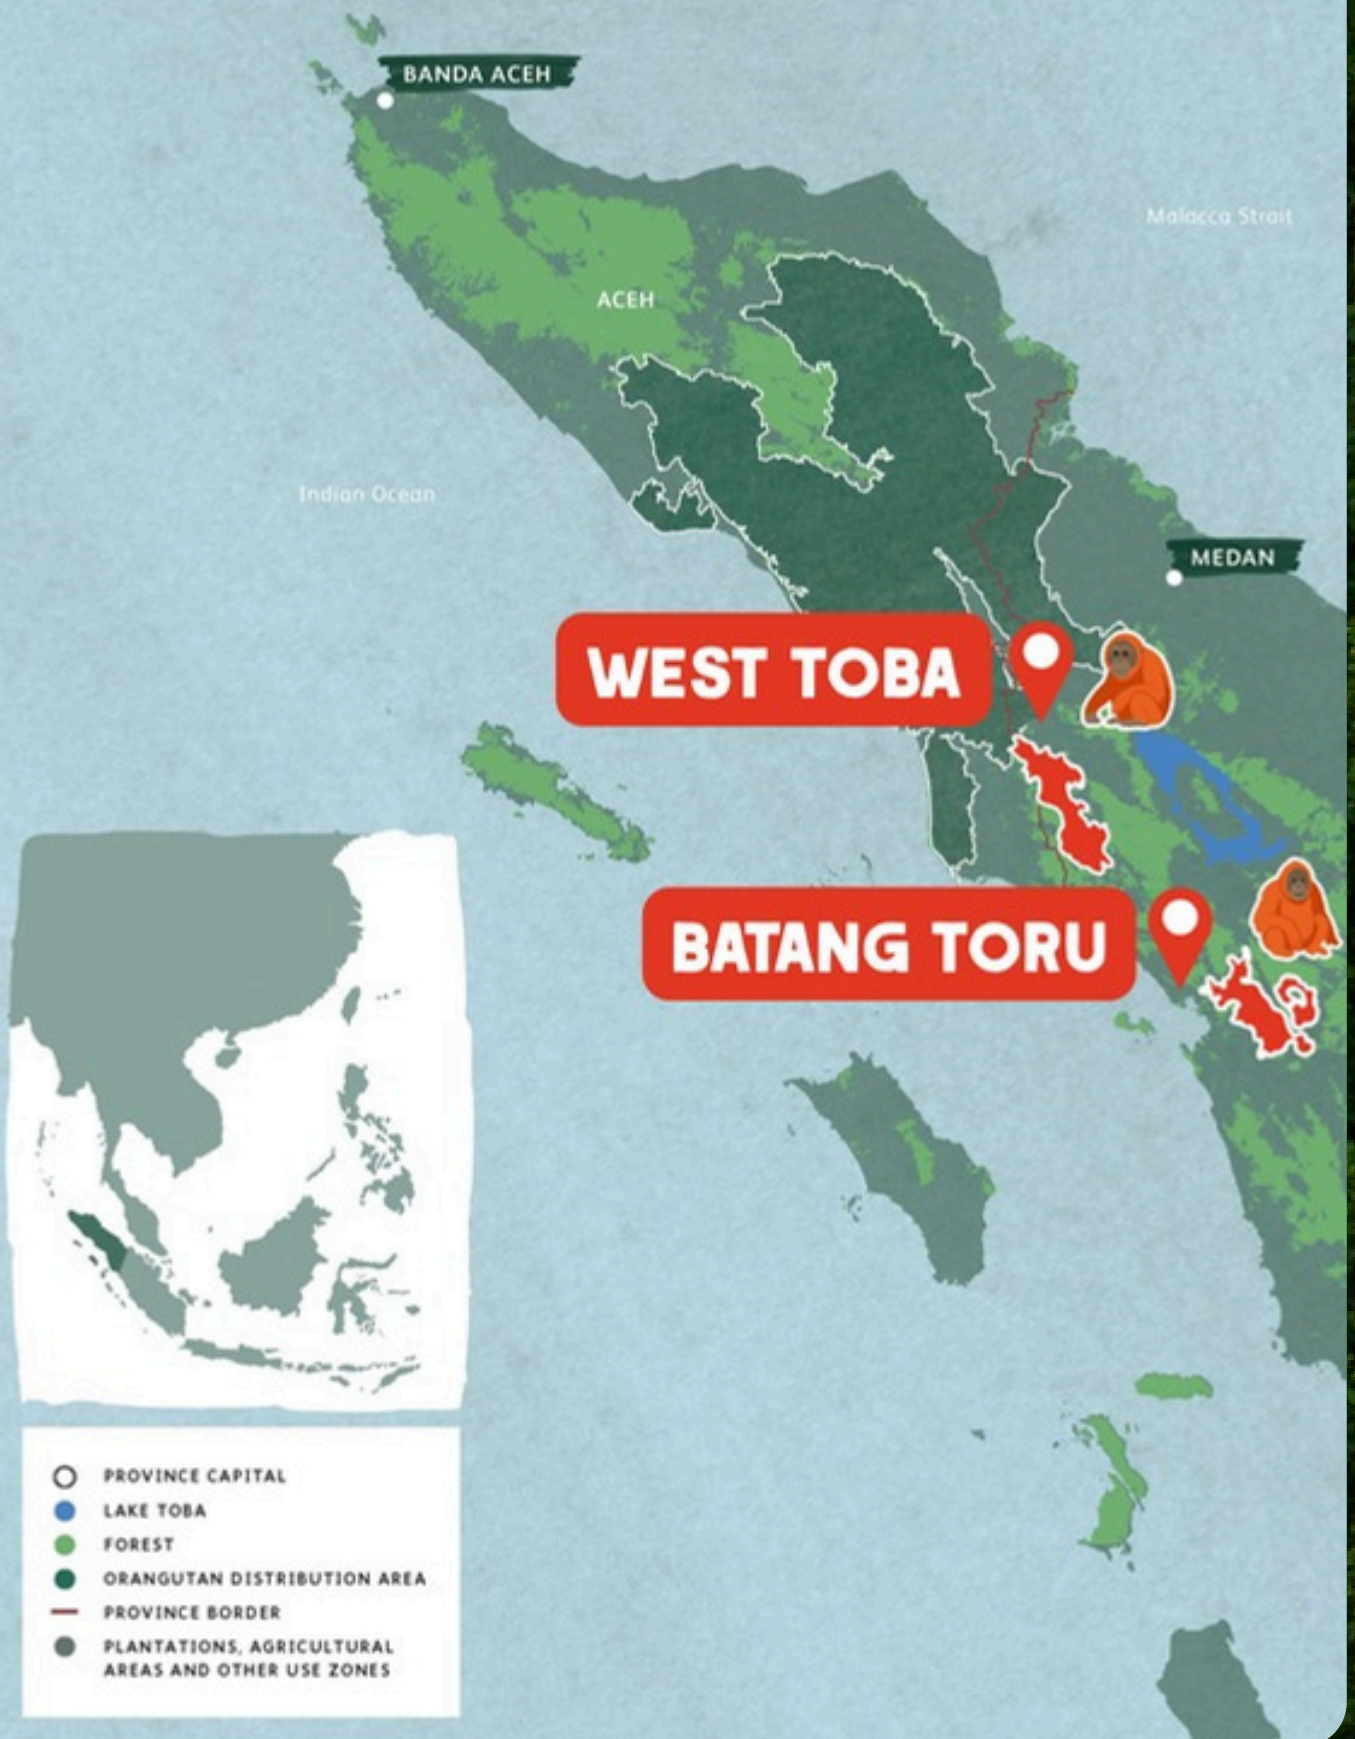 BANDA ACEH
Malacca Strait
ACEH
Indian Ocean
MEDAN
WEST TOBA
BATANG TORU
PROVINCE CAPITAL
LAKE TOBA
FOREST
ORANGUTAN DISTRIBUTION AREA
PROVINCE BORDER
PLANTATIONS, AGRICULTURAL
AREAS AND OTHER USE ZONES